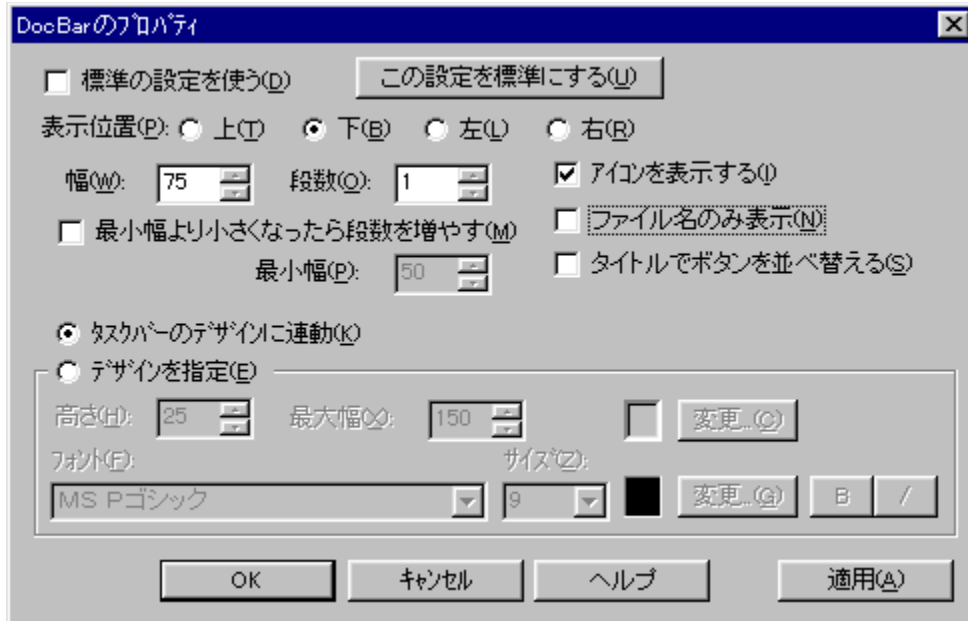 DocBarのﾌﾟﾛﾊﾟﾃｨ
標準の設定を使う(D) この設定を標準にする(U)
表示位置(P): 上(T) 下(B) 左(L) 右(R)
幅(W): 75 段数(O): 1 ｱｲｺﾝを表示する(I)
最小幅より小さくなったら段数を増やす(M) ファイル名のみ表示(N)
最小幅(P): 50 タイトルでボタンを並べ替える(S)
ﾀｽｸﾊﾞｰのﾃﾞｻﾞｲﾝに連動(K)
ﾃﾞｻﾞｲﾝを指定(E)
高さ(H): 25 最大幅(X): 150 変更...(C)
ﾌｫﾝﾄ(F): ｻｲｽﾞ(Z):
MS Pゴシック 9 変更...(G) B I
OK ｷｬﾝｾﾙ ヘルプ 適用(A)